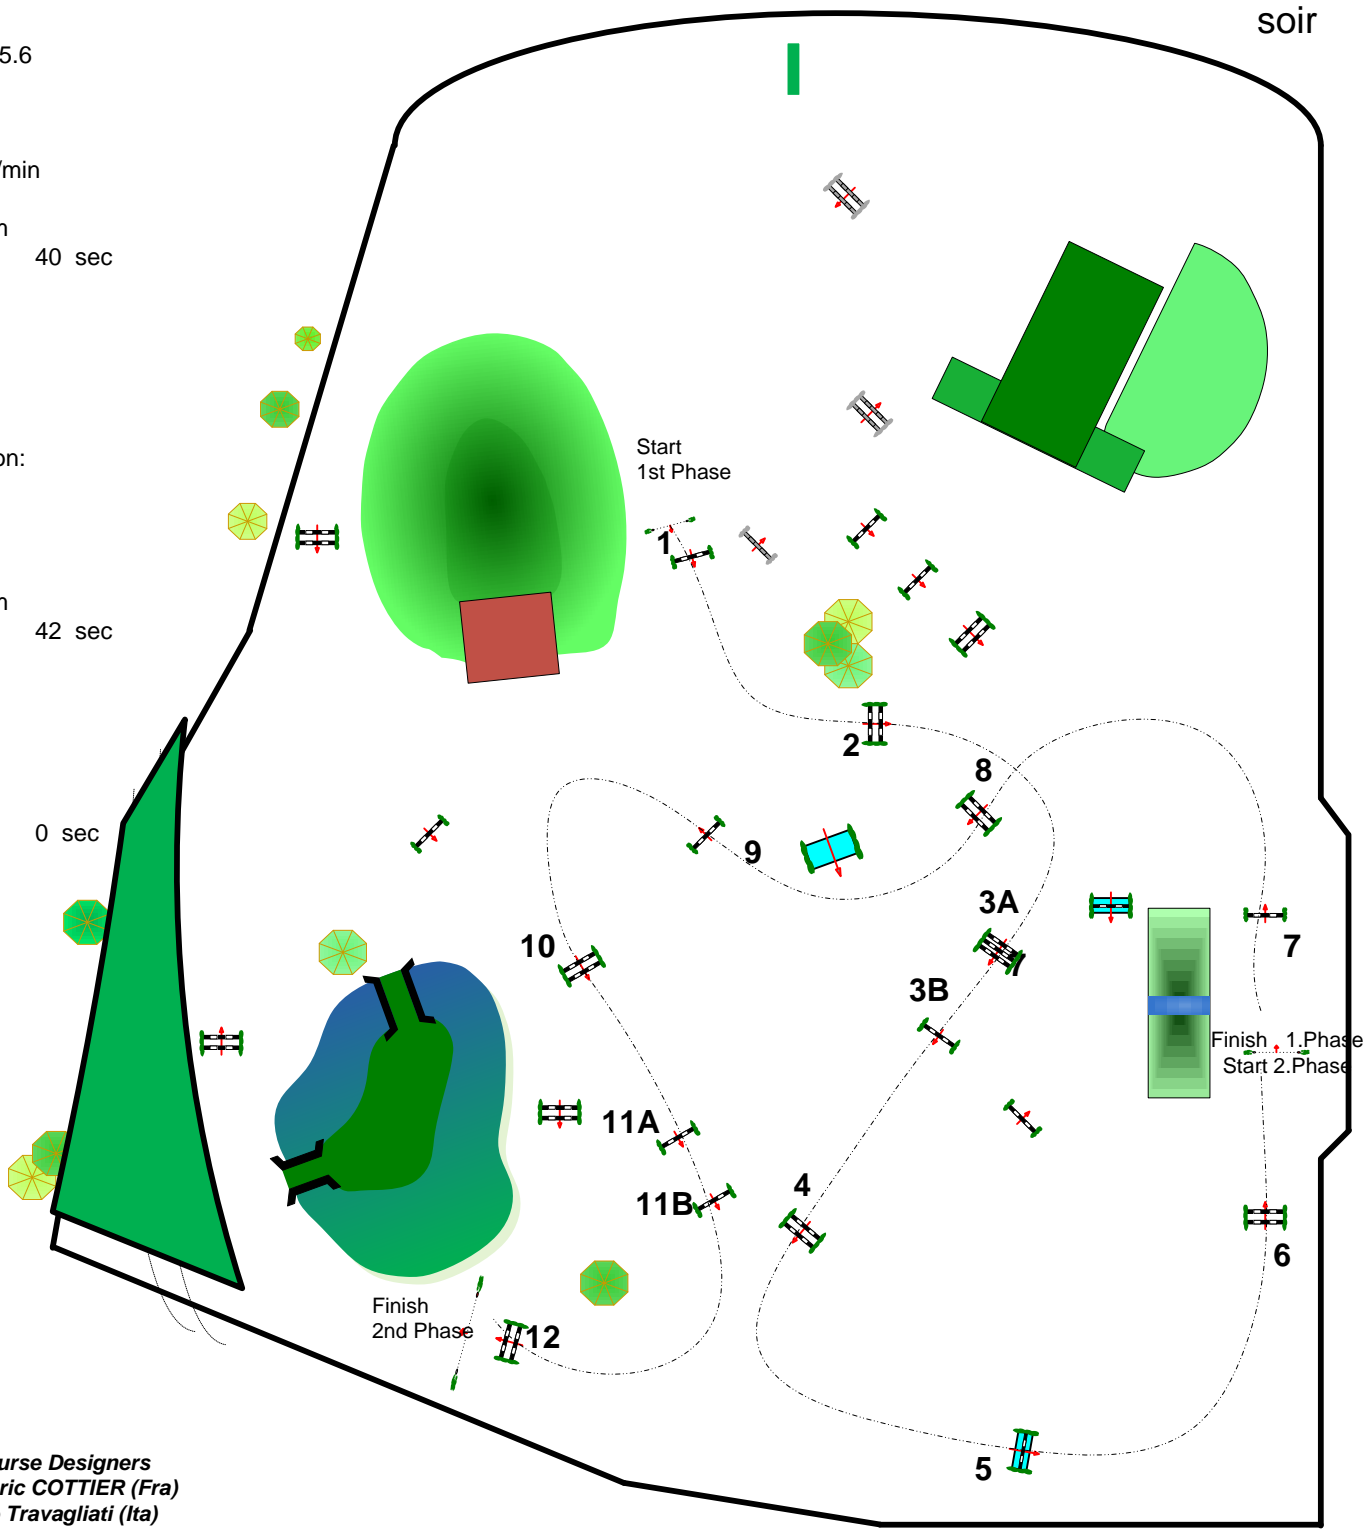 soir
5.6
/min
n
40 sec
on:
n
42 sec
0 sec
Start
1st Phase
1
2
8
9
3A
7
3B
10
7
Finish 1.Phase
Start 2.Phase
11A
11B
4
6
Finish
2nd Phase
12
5
urse Designers
ric COTTIER (Fra)
Travagliati (Ita)